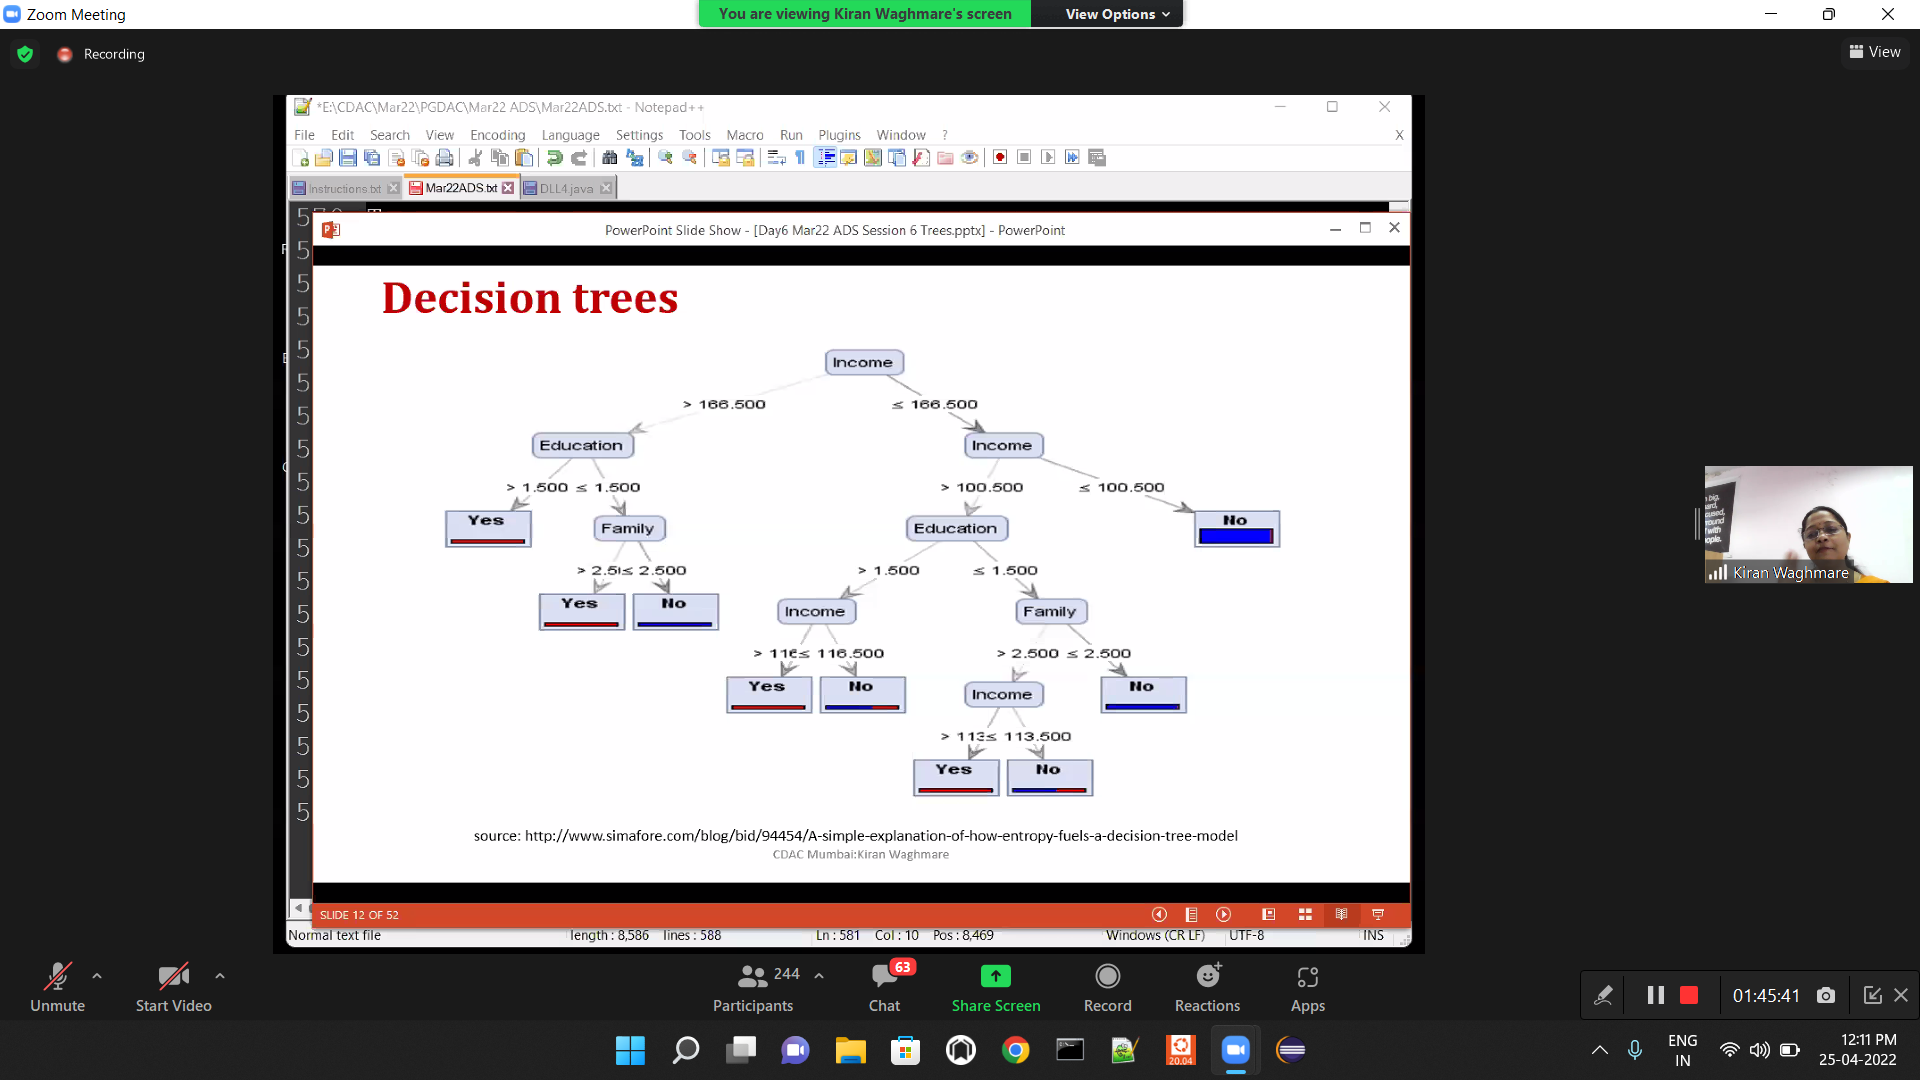 Zoom Meeting
You are viewing Kiran Waghmare's screen
View Options
Recording
View
*E:\CDAC\Mar22\PGDAC\Mar22 ADS\Mar22ADS.txt - Notepad++
File Edit Search View Encoding Language Settings Tools Macro Run Plugins Window ?
X
Instructions.txt
Mar22ADS.txt
DLL4.java
PowerPoint Slide Show - [Day6 Mar22 ADS Session 6 Trees.pptx] - PowerPoint
Decision trees
Income
> 166.500
≤ 166.500
Education
Income
> 1.500 ≤ 1.500
> 100.500
≤ 100.500
Yes
Family
Education
No
> 2.50 ≤ 2.500
> 1.500
≤ 1.500
Yes
No
Income
Family
> 116 ≤ 116.500
> 2.500 ≤ 2.500
Yes
No
Income
No
> 113 ≤ 113.500
Yes
No
source: http://www.simafore.com/blog/bid/94454/A-simple-explanation-of-how-entropy-fuels-a-decision-tree-model
CDAC Mumbai:Kiran Waghmare
SLIDE 12 OF 52
Normal text file
length : 8,586 lines : 588
Ln : 581 Col : 10 Pos : 8,469
Windows (CR LF)
UTF-8
INS
Kiran Waghmare
Unmute
Start Video
244
Participants
63
Chat
Share Screen
Record
Reactions
Apps
01:45:41
20.04
ENG
IN
12:11 PM
25-04-2022